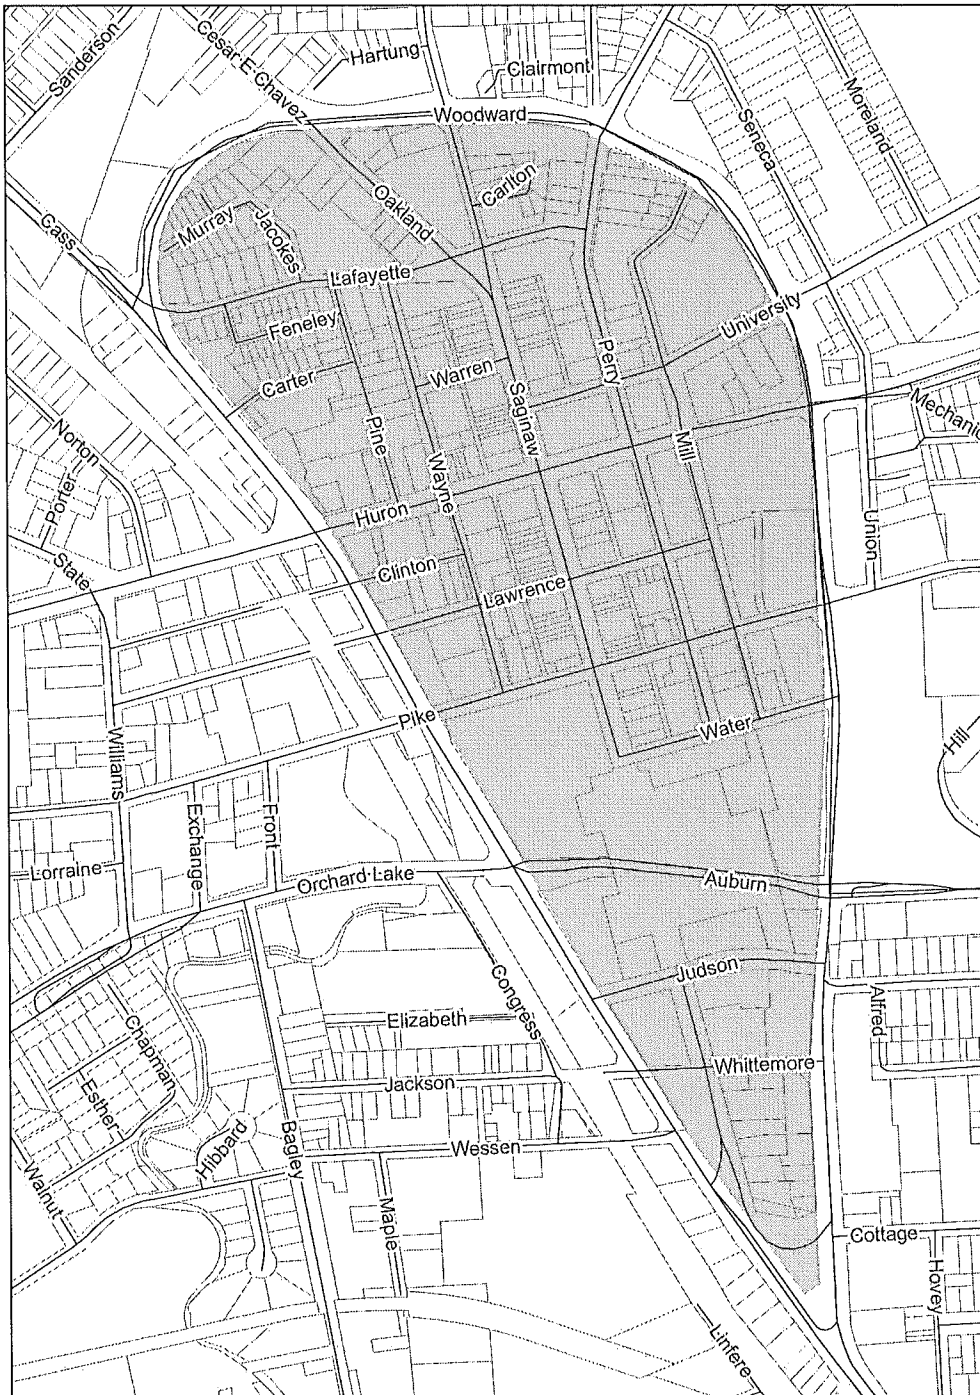 Sanderson
Cesar E Chavez
Hartung
Clairmont
Moreland
Woodward
Seneca
Carlton
Oakland
Murray
Jacokes
Cass
Lafayette
Feneley
University
Perry
Carter
Warren
Saginaw
Mechanic
Norton
Pine
Wayne
Mill
Porter
Huron
Union
State
Clinton
Lawrence
Pike
Water
Hill
Williams
Exchange
Front
Lorraine
Orchard Lake
Auburn
Judson
Congress
Alfred
Chapman
Elizabeth
Whittemore
Esther
Jackson
Hibbard
Bagley
Wessen
Walnut
Maple
Cottage
Hovey
Linfere